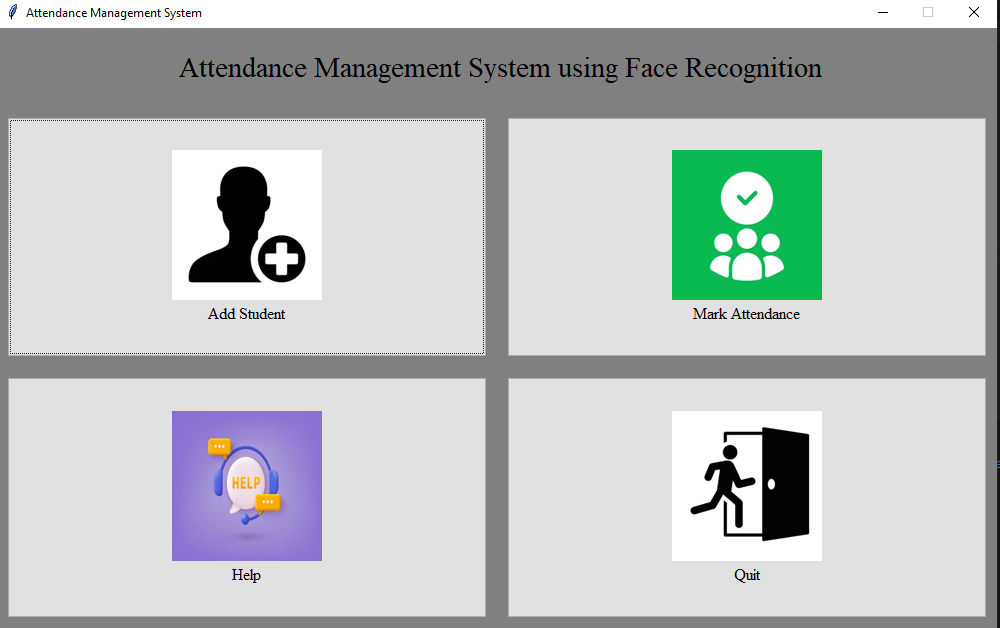 Attendance Management System
Attendance Management System using Face Recognition
Add Student
Mark Attendance
HELP
Help
Quit